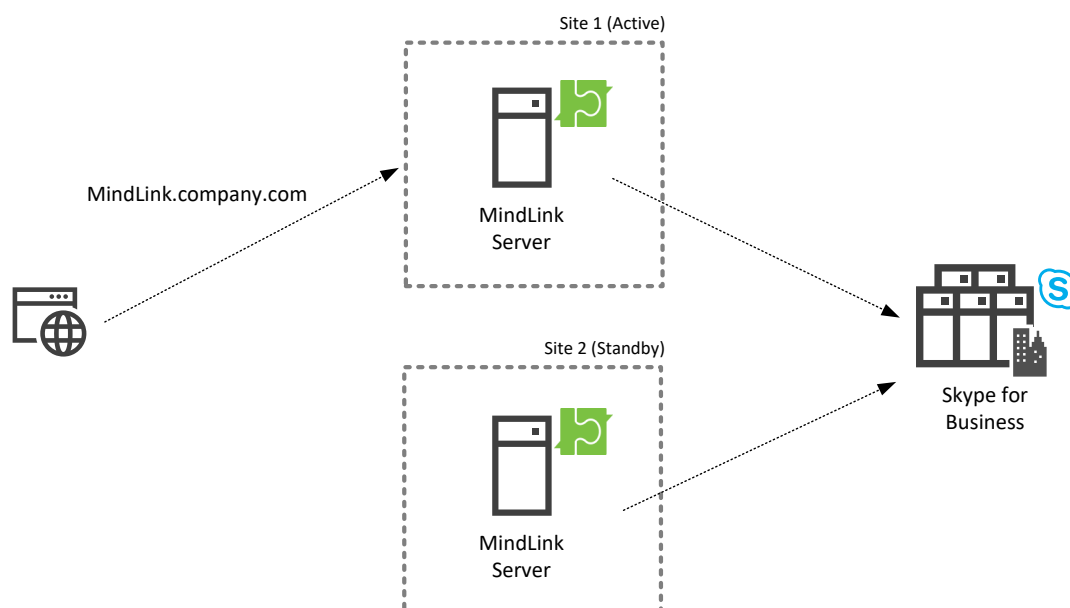 Site 1 (Active)
MindLink.company.com
MindLink
Server
S
Site 2 (Standby)
Skype for
Business
MindLink
Server